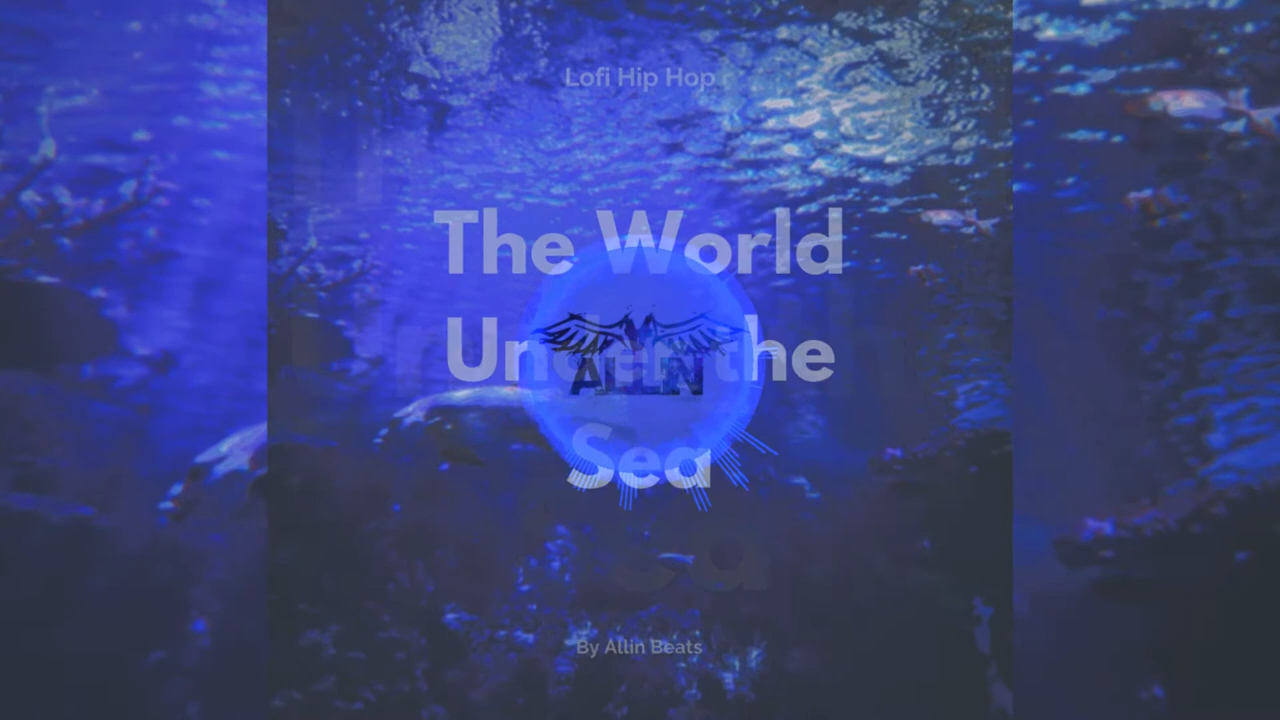 Lofi Hip Hop
The World
Under the
ALLIN
Sea
By Allin Beats